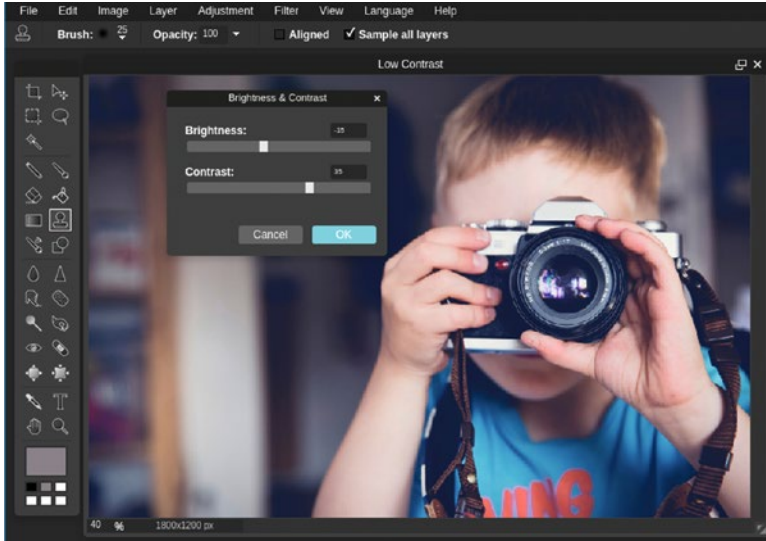 File Edit Image Layer Adjustment Filter View Language Help
Brush: 25 Opacity: 100 Aligned Sample all layers
Low Contrast
Brightness & Contrast
Brightness: -15
Contrast: 35
Cancel OK
40 % 1800x1200 px